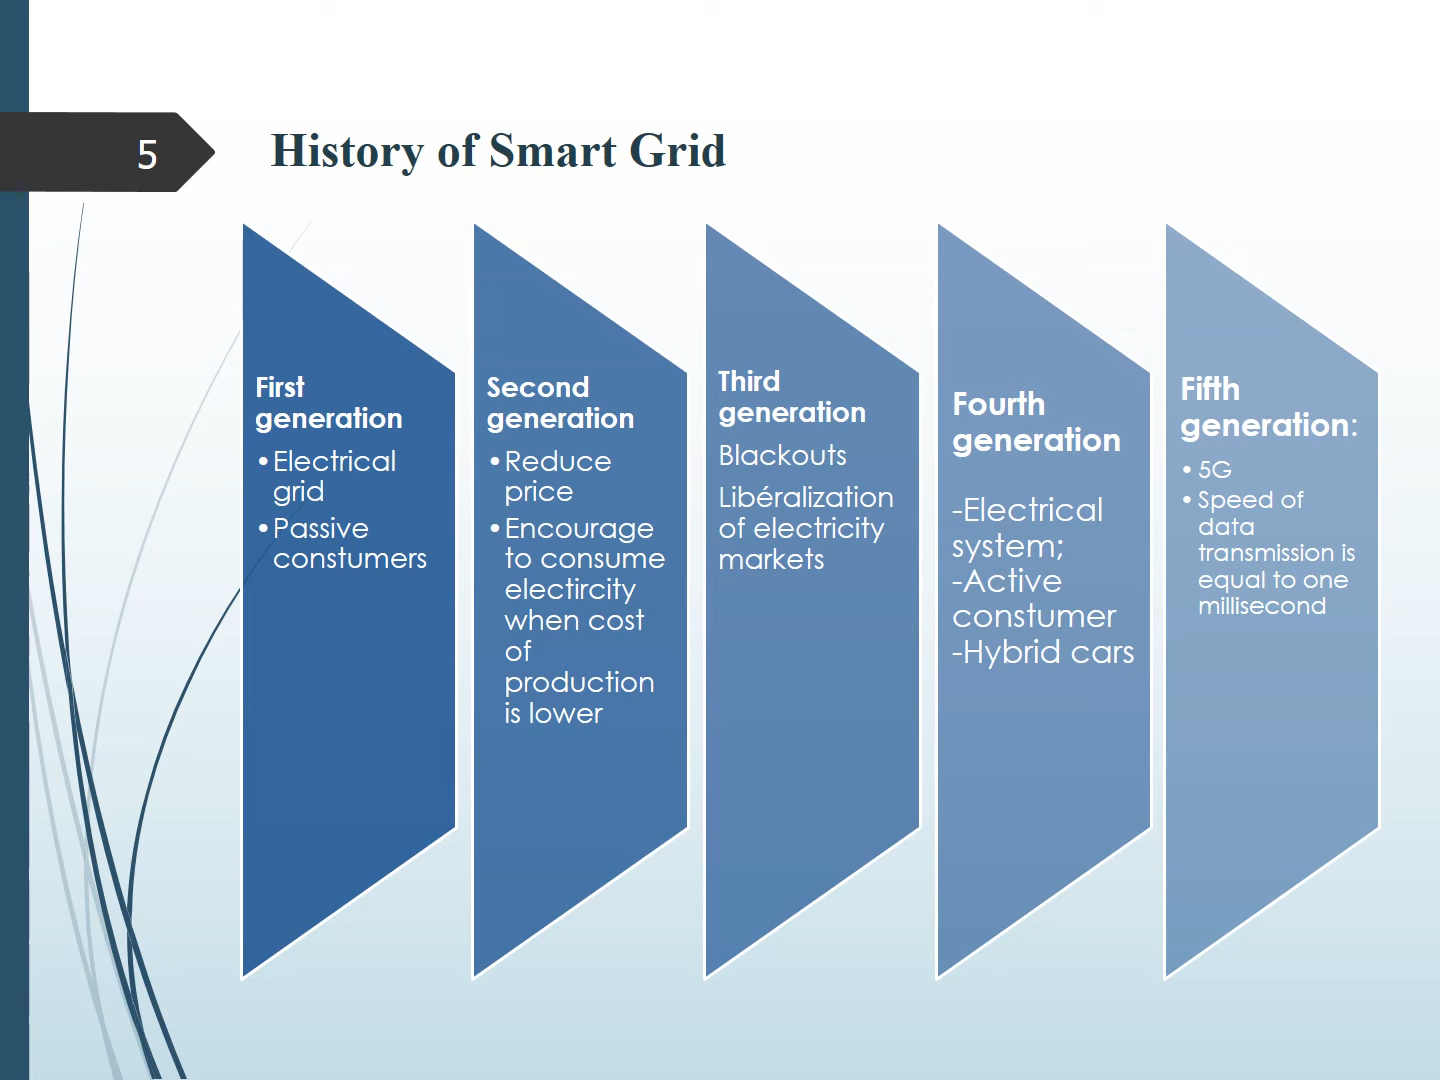 5
History of Smart Grid
First
generation
•Electrical
grid
•Passive
constumers
Second
generation
•Reduce
price
•Encourage
to consume
electircity
when cost
of
production
is lower
Third
generation
Blackouts
Libéralization
of electricity
markets
Fourth
generation
-Electrical
system;
-Active
constumer
-Hybrid cars
Fifth
generation:
• 5G
• Speed of
data
transmission is
equal to one
millisecond